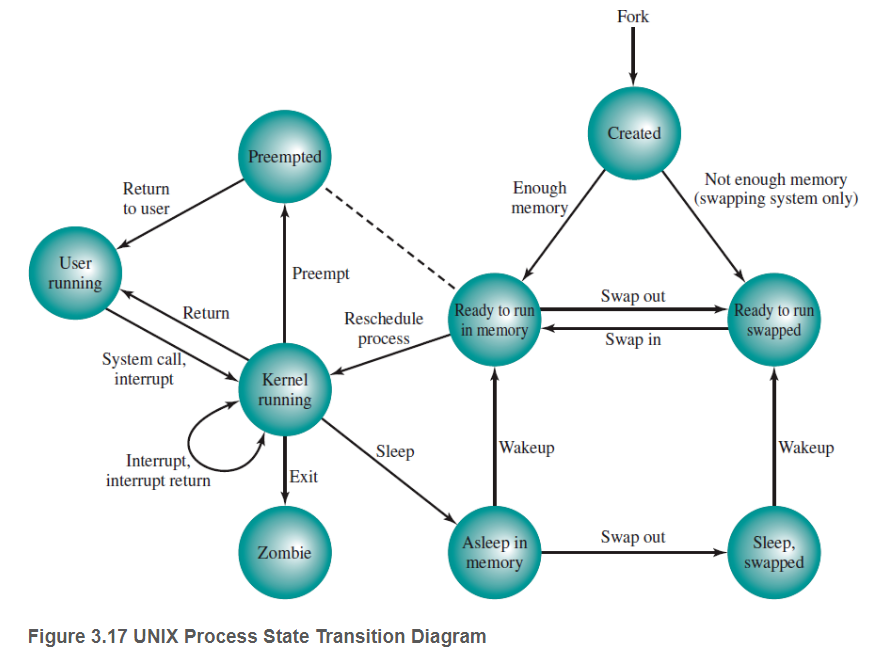 Fork
Created
Preempted
Return
to user
Enough
memory
Not enough memory
(swapping system only)
User
running
Preempt
Return
Reschedule
process
Ready to run
in memory
Swap out
Swap in
Ready to run
swapped
System call,
interrupt
Kernel
running
Interrupt,
interrupt return
Sleep
Wakeup
Wakeup
Exit
Zombie
Asleep in
memory
Swap out
Sleep,
swapped
Figure 3.17 UNIX Process State Transition Diagram